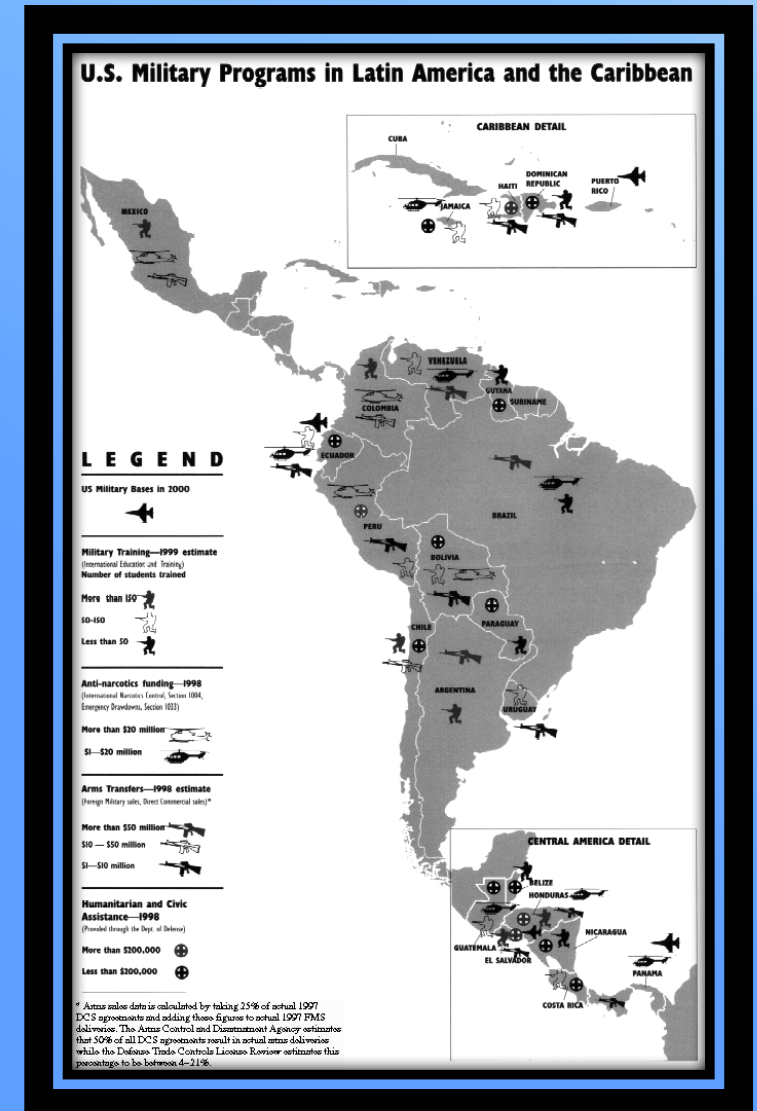 U.S. Military Programs in Latin America and the Caribbean
CARIBBEAN DETAIL
CUBA
DOMINICAN
REPUBLIC
HAITI
PUERTO
RICO
JAMAICA
MEXICO
VENEZUELA
GUYANA
SURINAME
COLOMBIA
ECUADOR
PERU
BRAZIL
BOLIVIA
PARAGUAY
CHILE
ARGENTINA
URUGUAY
LEGEND
US Military Bases in 2000
Military Training—1999 estimate
(International Education and Training)
Number of students trained
More than 150
50-150
Less than 50
Anti-narcotics funding—1998
(International Narcotics Control, Section 1004,
Emergency Drawdowns, Section 1033)
More than $20 million
$1—$20 million
Arms Transfers—1998 estimate
(Foreign Military sales, Direct Commercial sales)*
More than $50 million
$10 — $50 million
$1—$10 million
Humanitarian and Civic
Assistance—1998
(Provided through the Dept. of Defense)
More than $200,000
Less than $200,000
* Arms sales data is calculated by taking 25% of actual 1997
DCS agreements and adding these figures to actual 1997 FMS
deliveries. The Arms Control and Disarmament Agency estimates
that 50% of all DCS agreements result in actual arms deliveries
while the Defense Trade Controls License Review estimates this
percentage to be between 4–21%.
CENTRAL AMERICA DETAIL
BELIZE
HONDURAS
NICARAGUA
GUATEMALA
EL SALVADOR
PANAMA
COSTA RICA